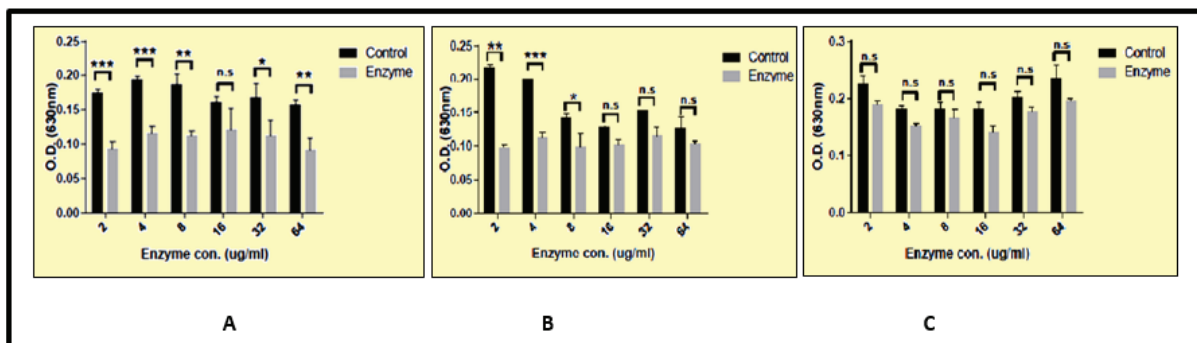 0.25
0.20
0.15
0.10
0.05
0.00
O.D. (630nm)
*** *** ** n.s * **
Control
Enzyme
2 4 8 16 32 64
Enzyme con. (ug/ml)
A
0.25
0.20
0.15
0.10
0.05
0.00
O.D. (630nm)
** *** * n.s n.s n.s
Control
Enzyme
2 4 8 16 32 64
Enzyme con. (ug/ml)
B
0.3
0.2
0.1
0.0
O.D. (630nm)
n.s n.s n.s n.s n.s n.s
Control
Enzyme
2 4 8 16 32 64
Enzyme con. (ug/ml)
C